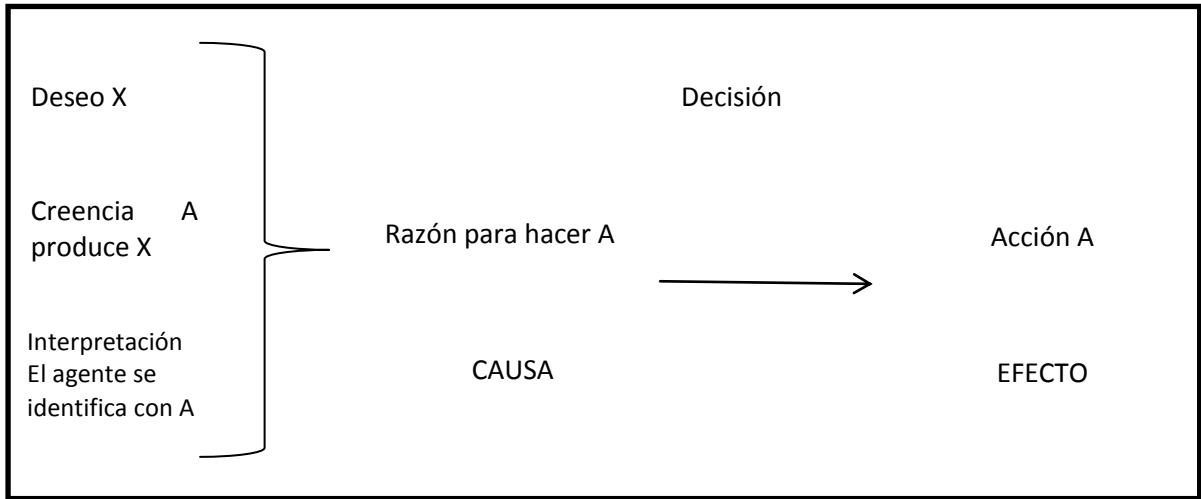 Deseo X
Decisión
Creencia A
produce X
Razón para hacer A
Acción A
Interpretación
El agente se
identifica con A
CAUSA
EFECTO